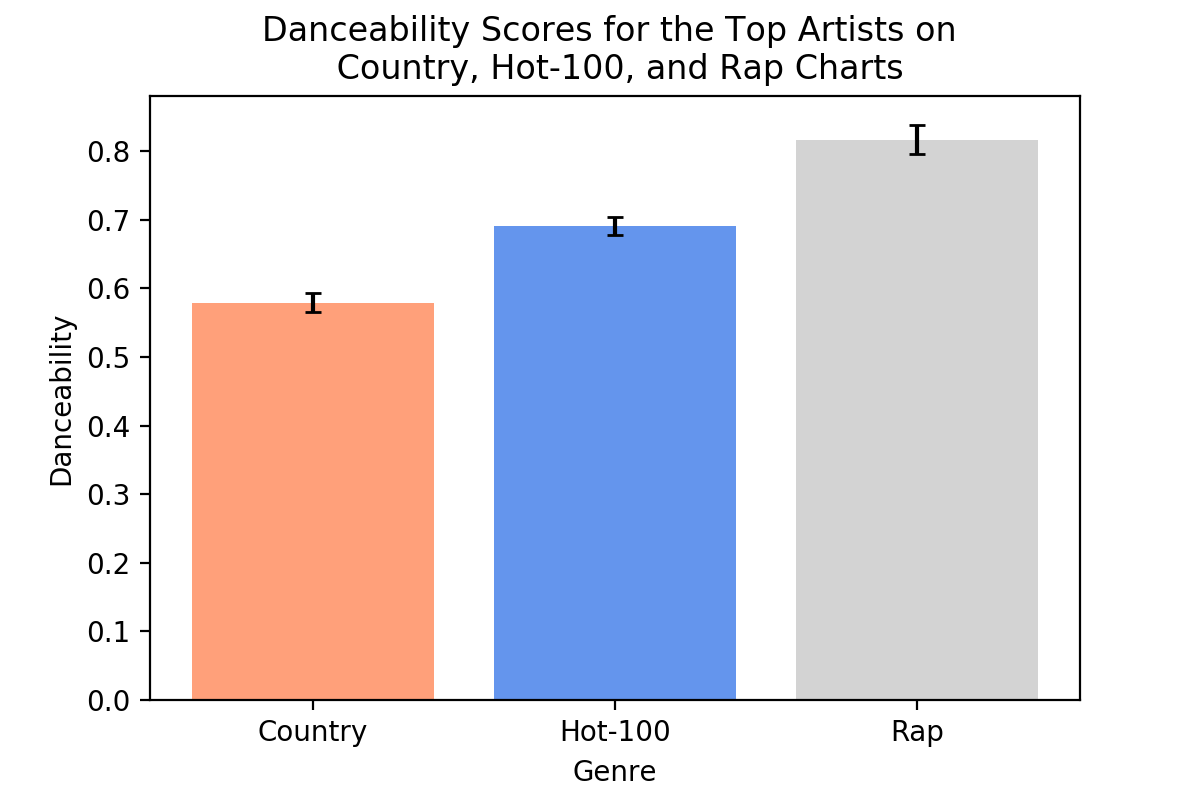 Danceability Scores for the Top Artists on
Country, Hot-100, and Rap Charts
Danceability
0.8
0.7
0.6
0.5
0.4
0.3
0.2
0.1
0.0
Country
Hot-100
Rap
Genre